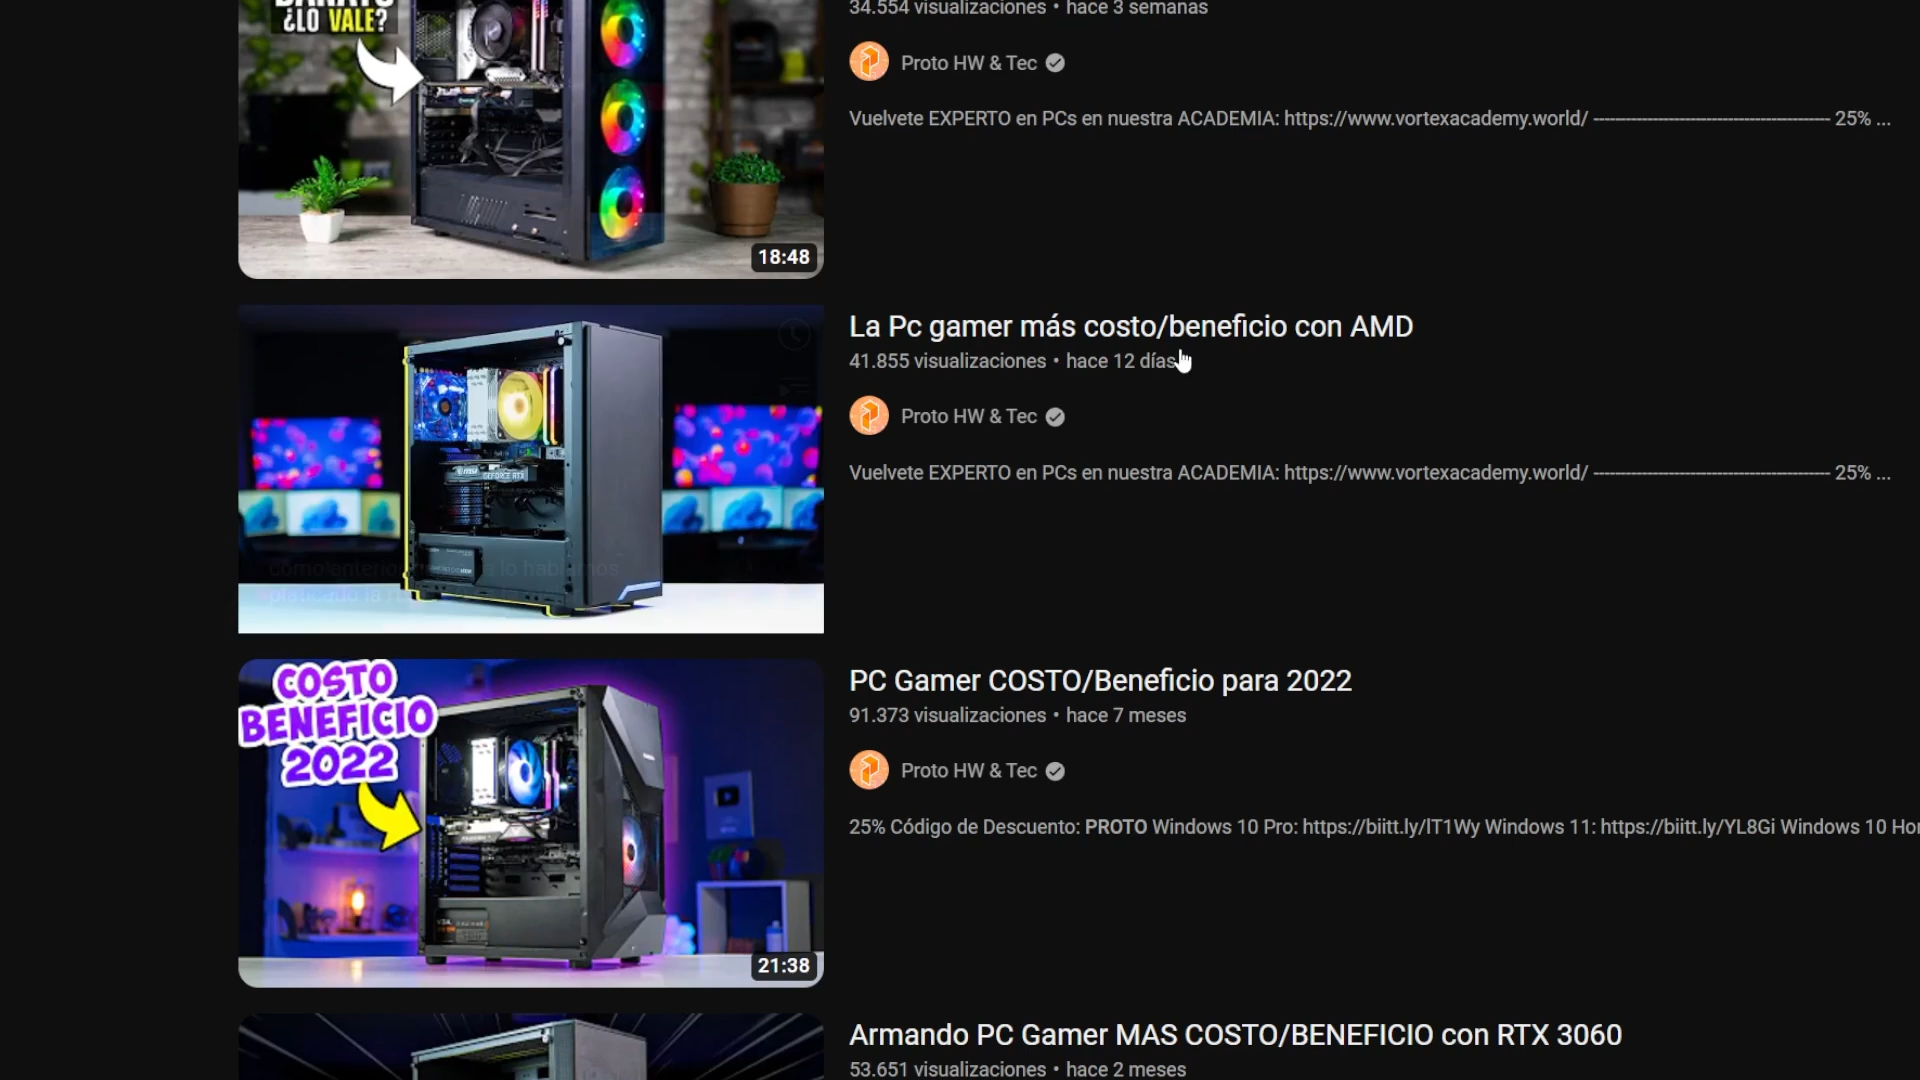 ¿LO VALE?
34.554 visualizaciones • hace 3 semanas
Proto HW & Tec
Vuelvete EXPERTO en PCs en nuestra ACADEMIA: https://www.vortexacademy.world/ ---------------------------------------- 25% ...
18:48
La Pc gamer más costo/beneficio con AMD
41.855 visualizaciones • hace 12 días
Proto HW & Tec
Vuelvete EXPERTO en PCs en nuestra ACADEMIA: https://www.vortexacademy.world/ ---------------------------------------- 25% ...
GEFORCE RTX
COSTO
BENEFICIO
2022
21:38
PC Gamer COSTO/Beneficio para 2022
91.373 visualizaciones • hace 7 meses
Proto HW & Tec
25% Código de Descuento: PROTO Windows 10 Pro: https://biitt.ly/lT1Wy Windows 11: https://biitt.ly/YL8Gi Windows 10 Hor
Armando PC Gamer MAS COSTO/BENEFICIO con RTX 3060
53.651 visualizaciones • hace 2 meses